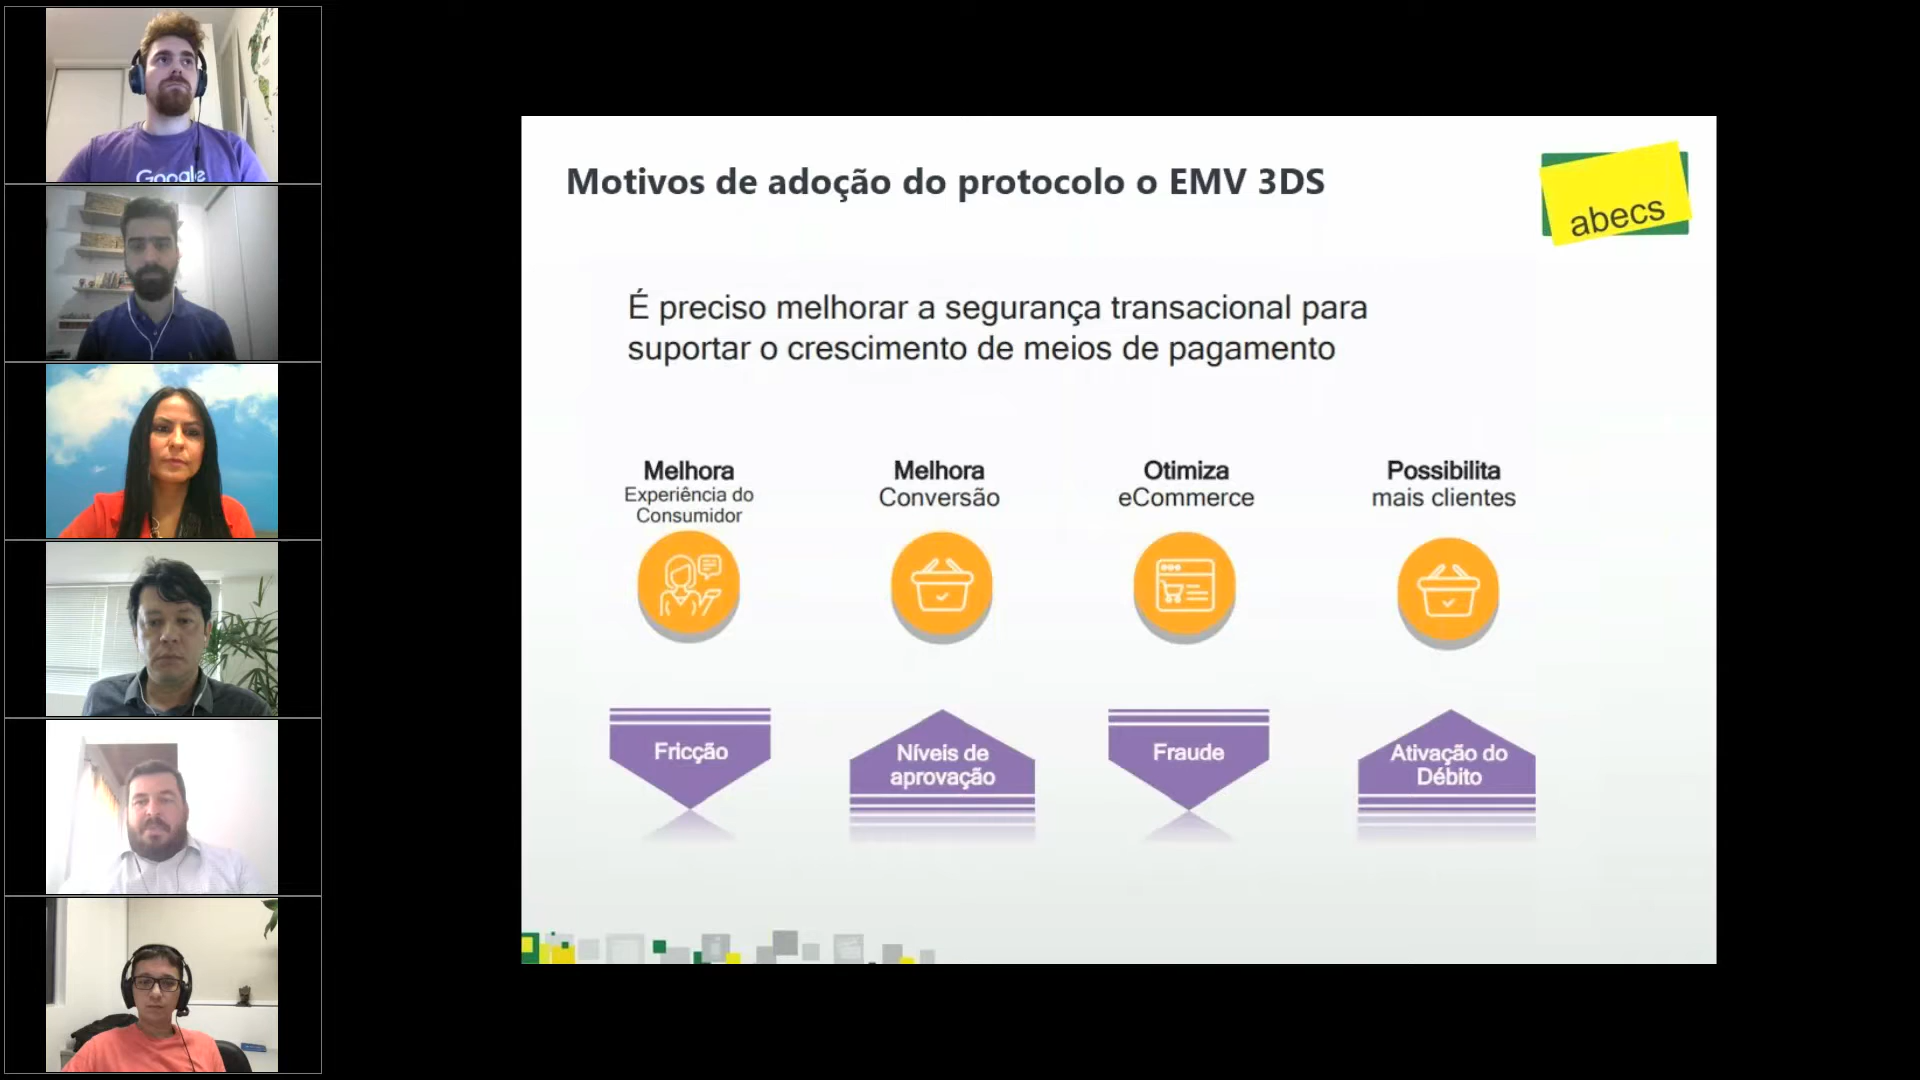 Google
Motivos de adoção do protocolo o EMV 3DS
abecs
É preciso melhorar a segurança transacional para
suportar o crescimento de meios de pagamento
Melhora
Experiência do
Consumidor
Melhora
Conversão
Otimiza
eCommerce
Possibilita
mais clientes
Fricção
Níveis de
aprovação
Fraude
Ativação do
Débito